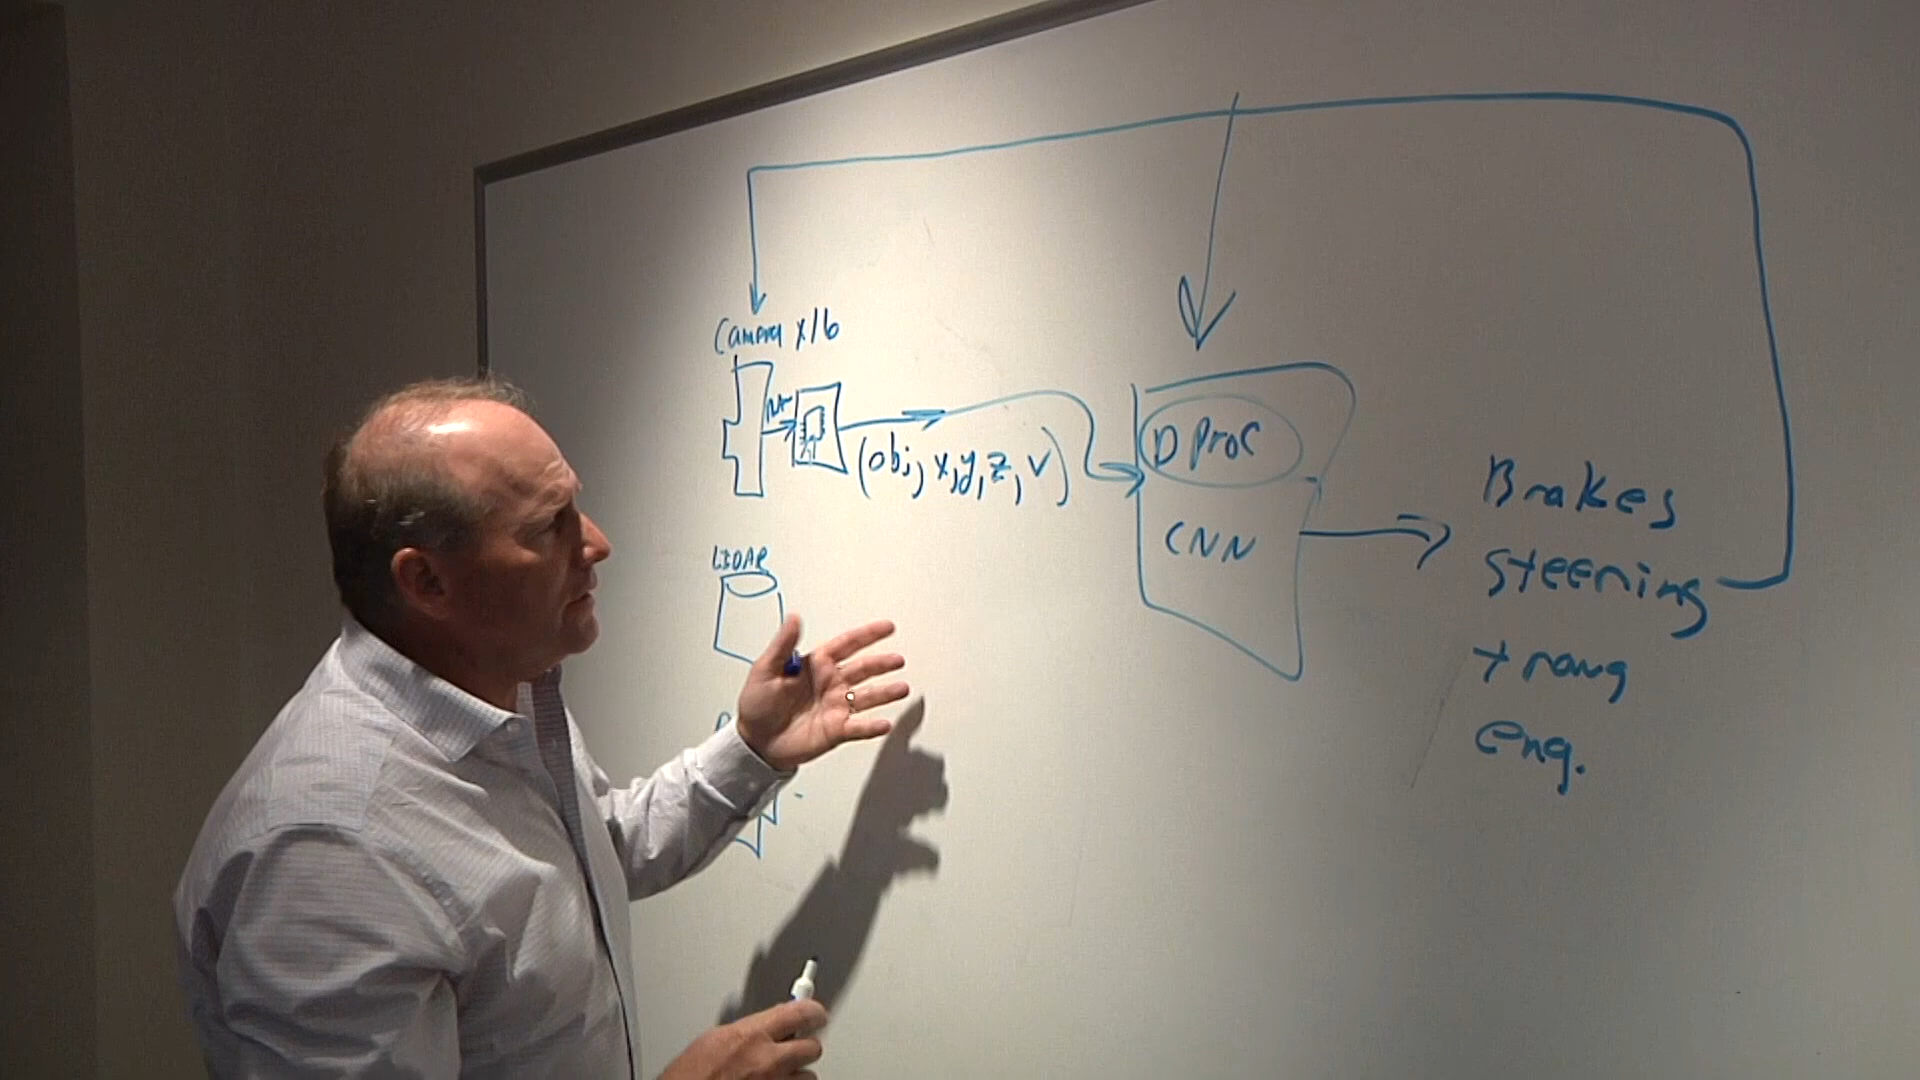 Camera x16
(obj, x,y,z,v)
D Proc
CNN
LIDAR
Brakes
Steering
trans
eng.